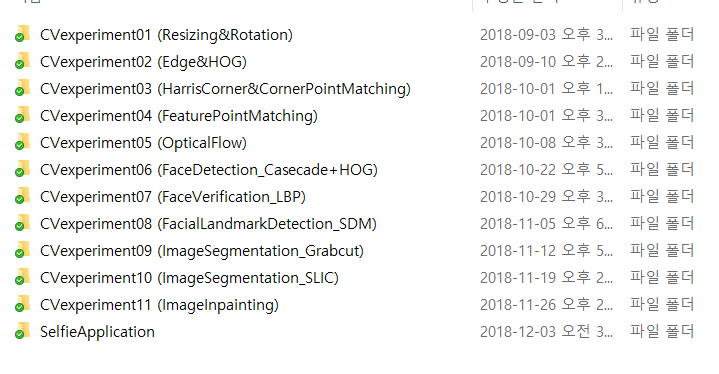 CVexperiment01 (Resizing&Rotation) 2018-09-03 오후 3... 파일 폴더
CVexperiment02 (Edge&HOG) 2018-09-10 오후 2... 파일 폴더
CVexperiment03 (HarrisCorner&CornerPointMatching) 2018-10-01 오후 1... 파일 폴더
CVexperiment04 (FeaturePointMatching) 2018-10-01 오후 3... 파일 폴더
CVexperiment05 (OpticalFlow) 2018-10-08 오후 3... 파일 폴더
CVexperiment06 (FaceDetection_Casecade+HOG) 2018-10-22 오후 5... 파일 폴더
CVexperiment07 (FaceVerification_LBP) 2018-10-29 오후 3... 파일 폴더
CVexperiment08 (FacialLandmarkDetection_SDM) 2018-11-05 오후 6... 파일 폴더
CVexperiment09 (ImageSegmentation_Grabcut) 2018-11-12 오후 5... 파일 폴더
CVexperiment10 (ImageSegmentation_SLIC) 2018-11-19 오후 2... 파일 폴더
CVexperiment11 (ImageInpainting) 2018-11-26 오후 2... 파일 폴더
SelfieApplication 2018-12-03 오전 3... 파일 폴더